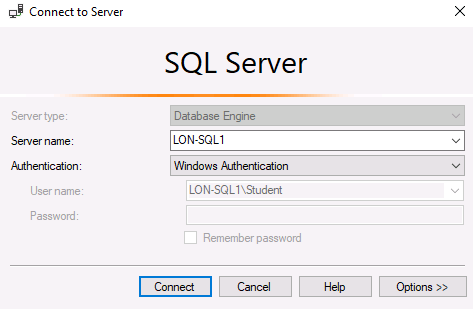 Connect to Server
SQL Server
Server type: Database Engine
Server name: LON-SQL1
Authentication: Windows Authentication
User name: LON-SQL1\Student
Password:
Remember password
Connect Cancel Help Options >>